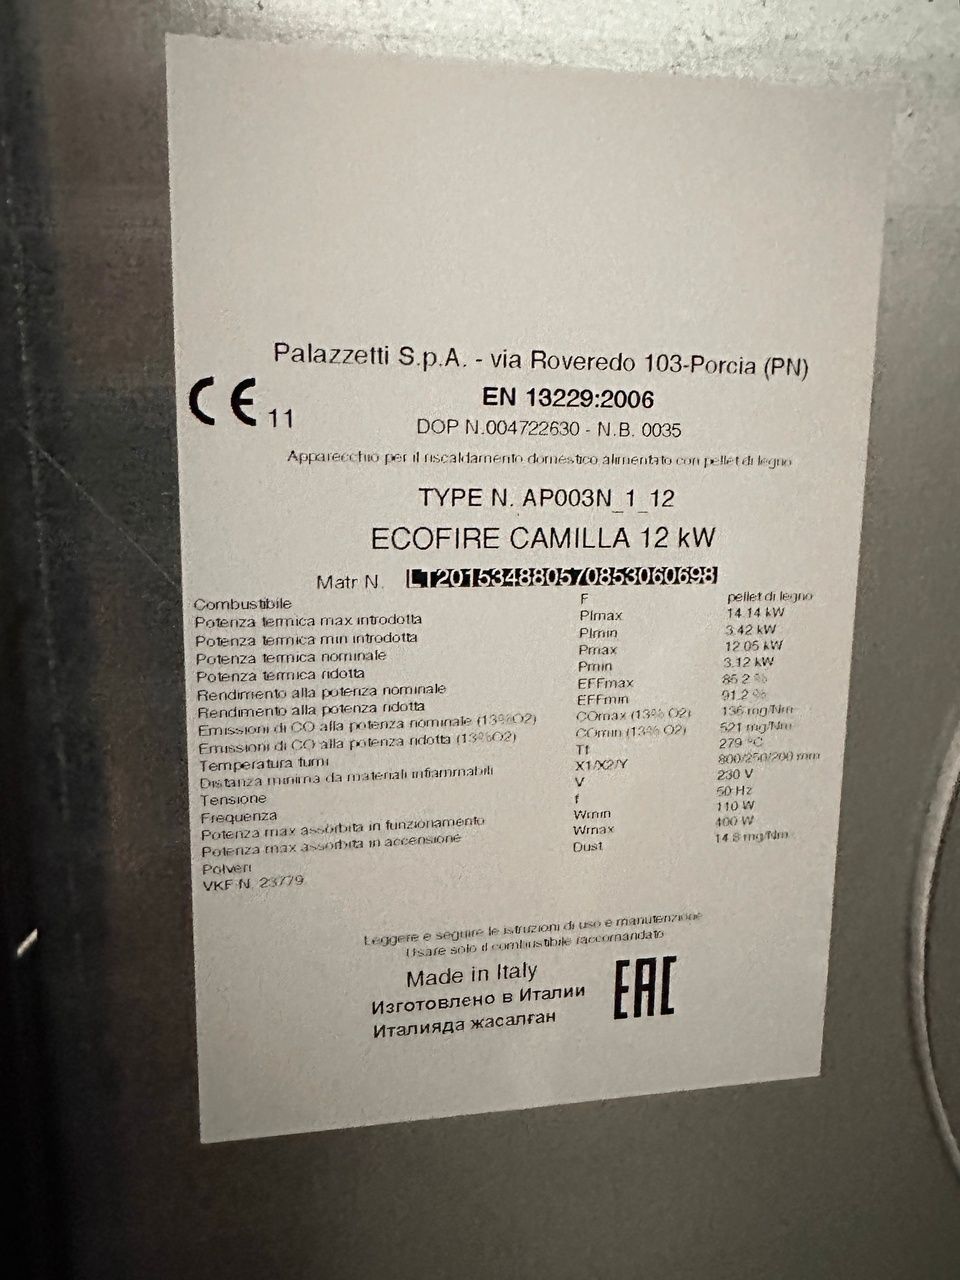 Palazzetti S.p.A. - via Roveredo 103-Porcia (PN)
CE 11
EN 13229:2006
DOP N.004722630 - N.B. 0035
Apparecchio per il riscaldamento domestico alimentato con pellet di legno
TYPE N. AP003N_1_12
ECOFIRE CAMILLA 12 kW
Matr N. LT201534880570853060698
Combustibile F pellet di legno
Potenza termica max introdotta PImax 14.14 kW
Potenza termica min introdotta PImin 3.42 kW
Potenza termica nominale Pmax 12.05 kW
Potenza termica ridotta Pmin 3.12 kW
Rendimento alla potenza nominale EFFmax 85.2 %
Rendimento alla potenza ridotta EFFmin 91.2 %
Emissioni di CO alla potenza nominale (13%O2) COmax (13% O2) 136 mg/Nm
Emissioni di CO alla potenza ridotta (13%O2) COmin (13% O2) 521 mg/Nm
Temperatura fumi Tf 279 °C
Distanza minima da materiali infiammabili X1/X2/Y 800/250/200 mm
Tensione V 230 V
Frequenza f 50 Hz
Potenza max assorbita in funzionamento Wmin 110 W
Potenza max assorbita in accensione Wmax 400 W
Polveri Dust 14.8 mg/Nm
VKF N. 23779
Leggere e seguire le istruzioni di uso e manutenzione
Usare solo il combustibile raccomandato
Made in Italy
Изготовлено в Италии
Италияда жасалған
EAC